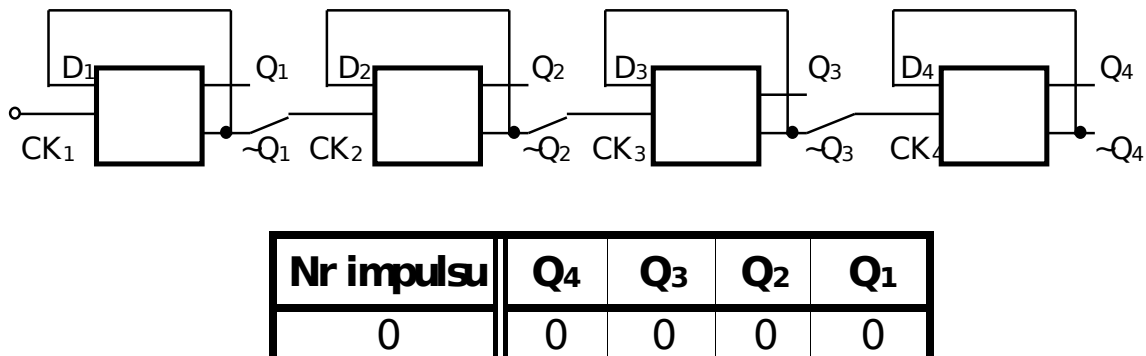 D1 Q1 D2 Q2 D3 Q3 D4 Q4
CK1 ~Q1 CK2 ~Q2 CK3 ~Q3 CK4 ~Q4
Nr impulsu Q4 Q3 Q2 Q1
0 0 0 0 0